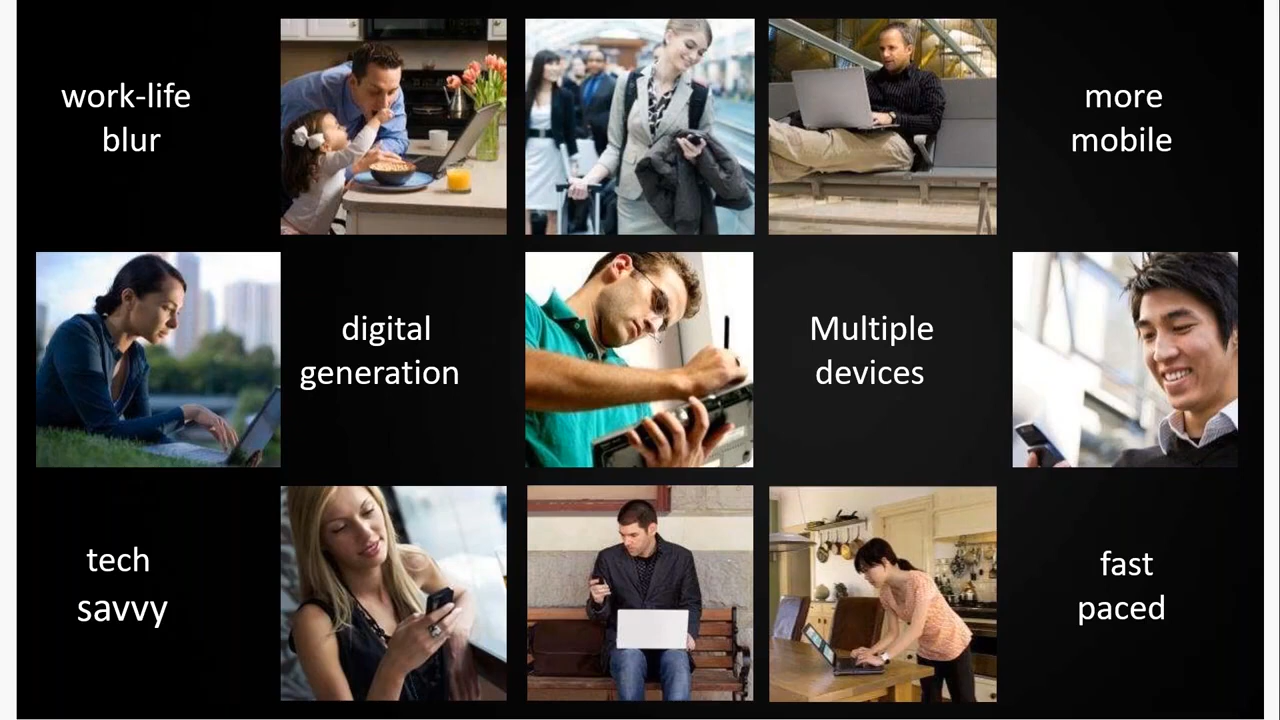 work-life
blur
more
mobile
digital
generation
Multiple
devices
tech
savvy
fast
paced